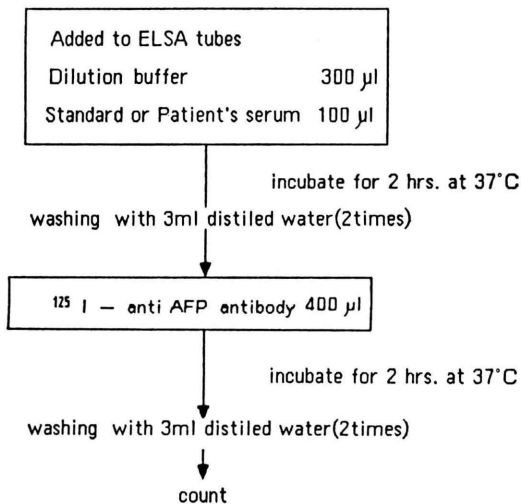 Added to ELSA tubes
Dilution buffer 300 µl
Standard or Patient's serum 100 µl
incubate for 2 hrs. at 37°C
washing with 3ml distiled water(2times)
¹²⁵ I – anti AFP antibody 400 µl
incubate for 2 hrs. at 37°C
washing with 3ml distiled water(2times)
count